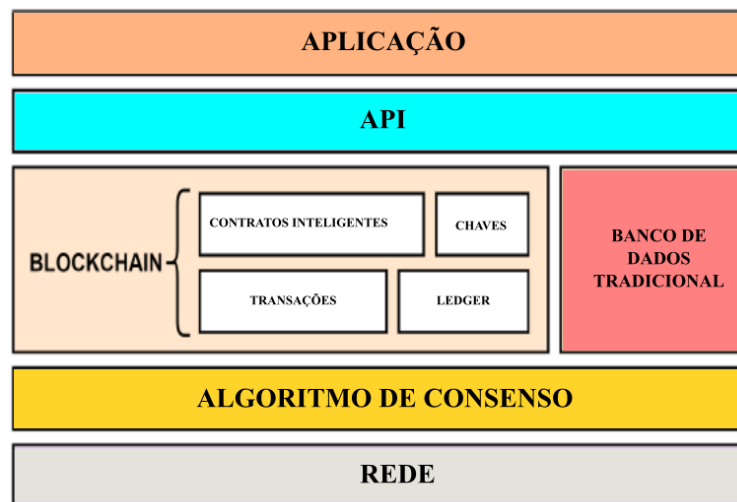 APLICAÇÃO
API
BLOCKCHAIN
CONTRATOS INTELIGENTES
CHAVES
TRANSAÇÕES
LEDGER
BANCO DE
DADOS
TRADICIONAL
ALGORITMO DE CONSENSO
REDE